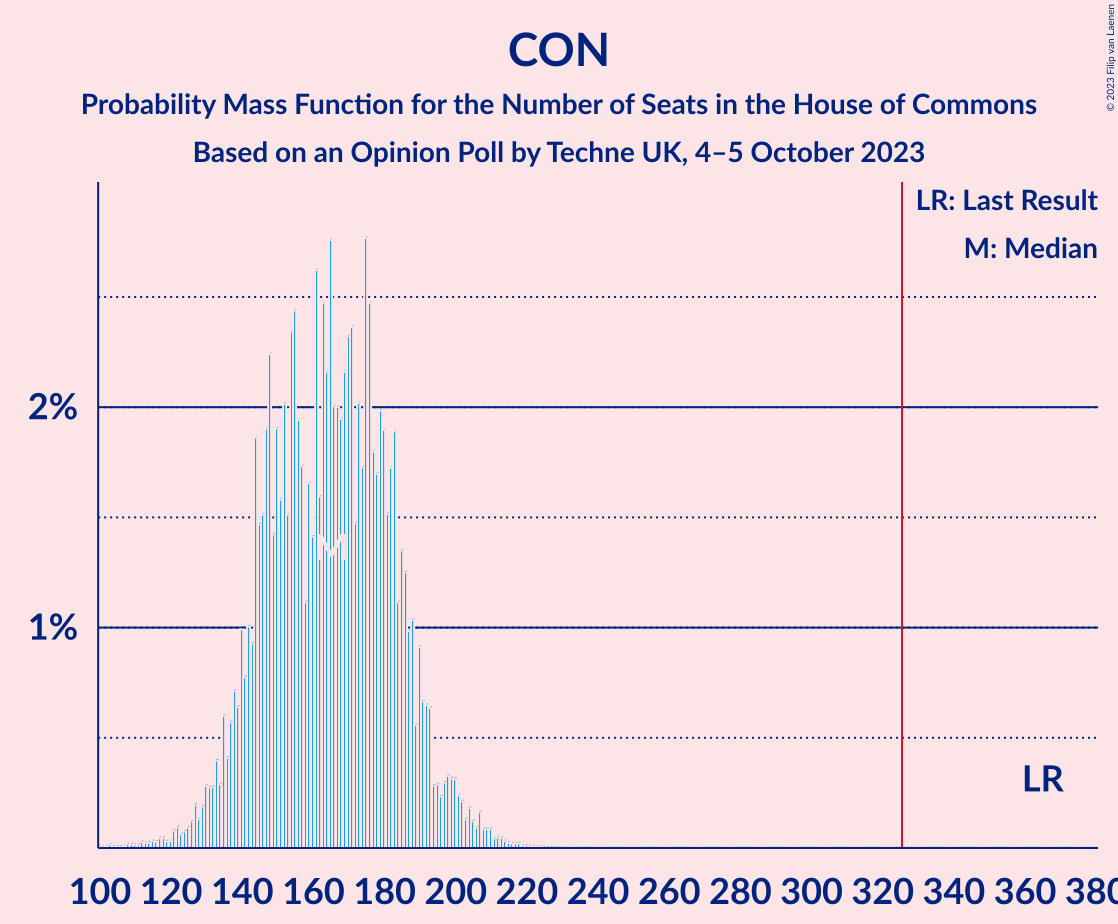 CON
Probability Mass Function for the Number of Seats in the House of Commons
Based on an Opinion Poll by Techne UK, 4–5 October 2023
© 2023 Filip van Laenen
LR: Last Result
M: Median
2%
1%
M
LR
100 120 140 160 180 200 220 240 260 280 300 320 340 360 380